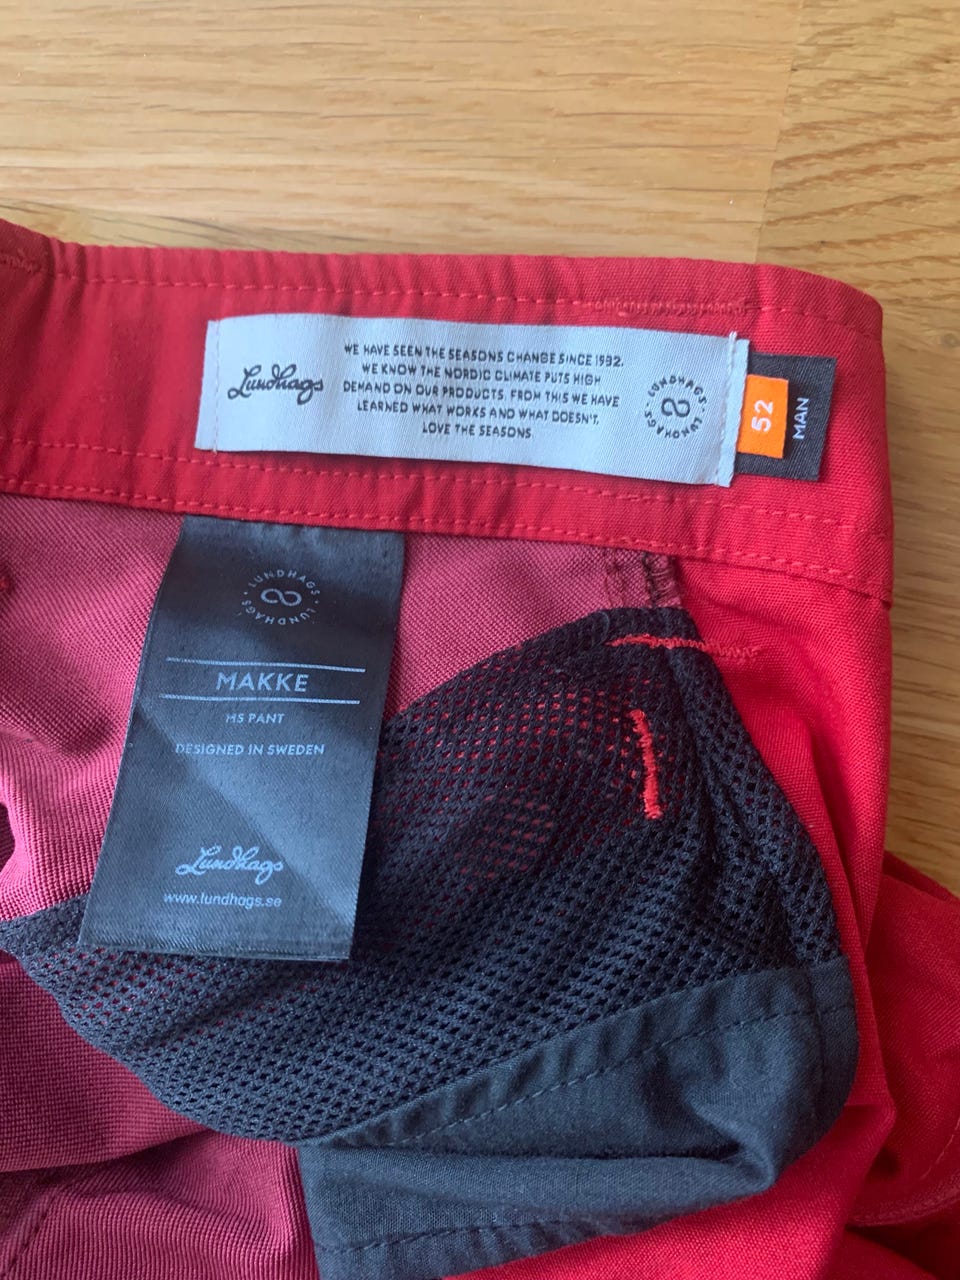 Lundhags
WE HAVE SEEN THE SEASONS CHANGE SINCE 1932.
WE KNOW THE NORDIC CLIMATE PUTS HIGH
DEMAND ON OUR PRODUCTS. FROM THIS WE HAVE
LEARNED WHAT WORKS AND WHAT DOESN'T.
LOVE THE SEASONS.
LUNDHAGS · LUNDHAGS ·
52
MAN
LUNDHAGS · LUNDHAGS ·
MAKKE
MS PANT
DESIGNED IN SWEDEN
Lundhags
www.lundhags.se